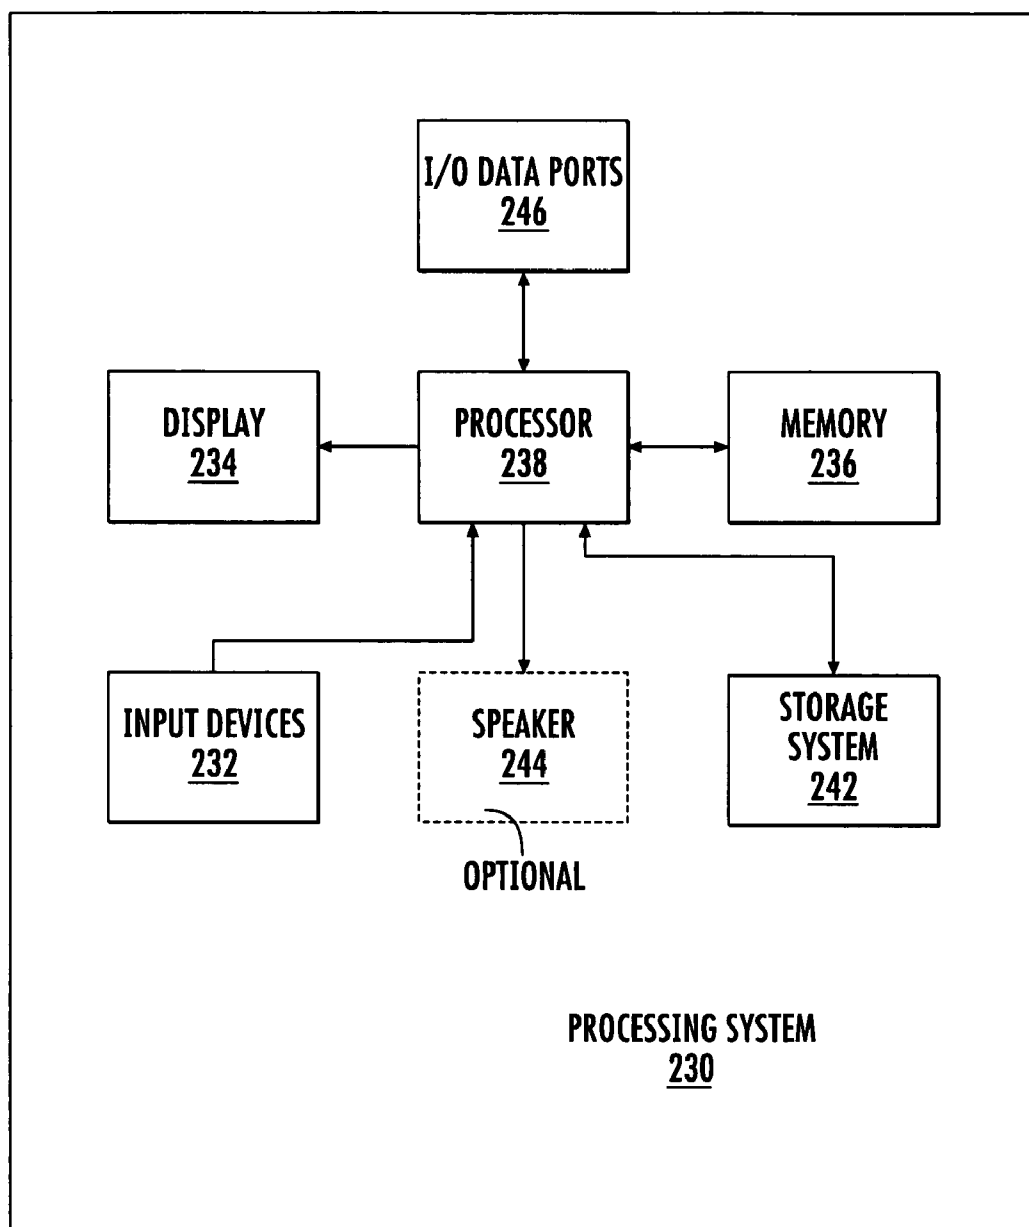 I/O DATA PORTS
246
DISPLAY
234
PROCESSOR
238
MEMORY
236
INPUT DEVICES
232
SPEAKER
244
STORAGE
SYSTEM
242
OPTIONAL
PROCESSING SYSTEM
230